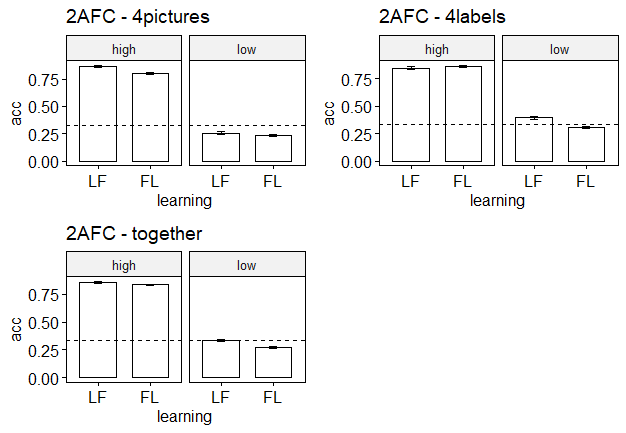 2AFC - 4pictures
high low
acc
0.75
0.50
0.25
0.00
LF FL LF FL
learning
2AFC - 4labels
high low
acc
0.75
0.50
0.25
0.00
LF FL LF FL
learning
2AFC - together
high low
acc
0.75
0.50
0.25
0.00
LF FL LF FL
learning